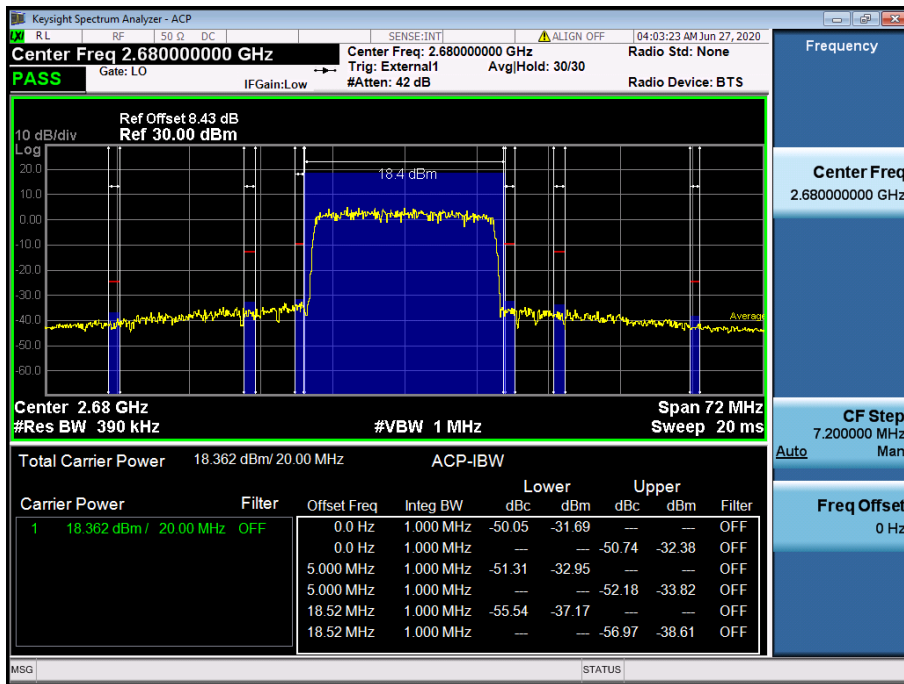 Keysight Spectrum Analyzer - ACP
LXI RL RF 50 Ω DC SENSE:INT ALIGN OFF 04:03:23 AM Jun 27, 2020
Center Freq 2.680000000 GHz Center Freq: 2.680000000 GHz Radio Std: None
Gate: LO Trig: External1 Avg|Hold: 30/30
PASS IFGain:Low #Atten: 42 dB Radio Device: BTS
Ref Offset 8.43 dB
10 dB/div Ref 30.00 dBm
Log
20.0
18.4 dBm
10.0
0.00
-10.0
-20.0
-30.0
-40.0
Average
-50.0
-60.0
Center 2.68 GHz Span 72 MHz
#Res BW 390 kHz #VBW 1 MHz Sweep 20 ms
Total Carrier Power 18.362 dBm/ 20.00 MHz ACP-IBW
Lower Upper
Carrier Power Filter Offset Freq Integ BW dBc dBm dBc dBm Filter
1 18.362 dBm / 20.00 MHz OFF 0.0 Hz 1.000 MHz -50.05 -31.69 --- --- OFF
0.0 Hz 1.000 MHz --- --- -50.74 -32.38 OFF
5.000 MHz 1.000 MHz -51.31 -32.95 --- --- OFF
5.000 MHz 1.000 MHz --- --- -52.18 -33.82 OFF
18.52 MHz 1.000 MHz -55.54 -37.17 --- --- OFF
18.52 MHz 1.000 MHz --- --- -56.97 -38.61 OFF
MSG STATUS
Frequency
Center Freq
2.680000000 GHz
CF Step
7.200000 MHz
Auto Man
Freq Offset
0 Hz